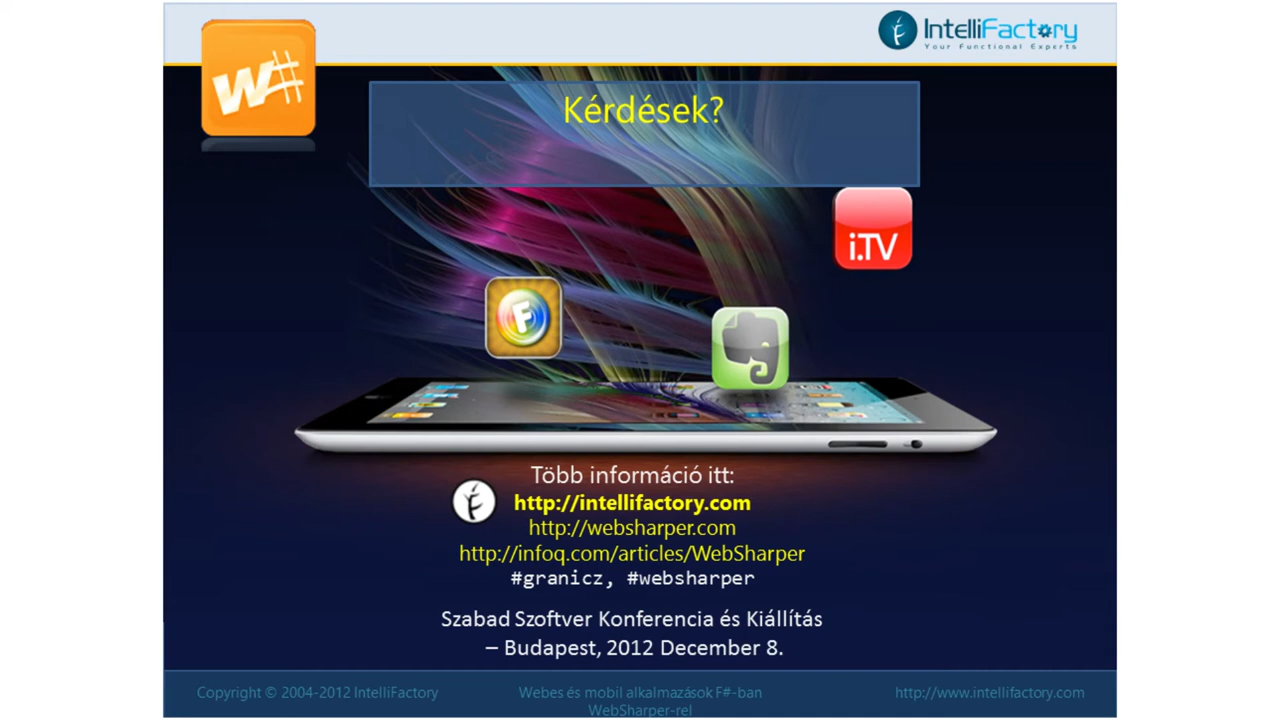 W#
IntelliFactory
Your Functional Experts
Kérdések?
i.TV
F
Több információ itt:
http://intellifactory.com
http://websharper.com
http://infoq.com/articles/WebSharper
#granicz, #websharper
Szabad Szoftver Konferencia és Kiállítás
– Budapest, 2012 December 8.
Copyright © 2004-2012 IntelliFactory
Webes és mobil alkalmazások F#-ban
WebSharper-rel
http://www.intellifactory.com